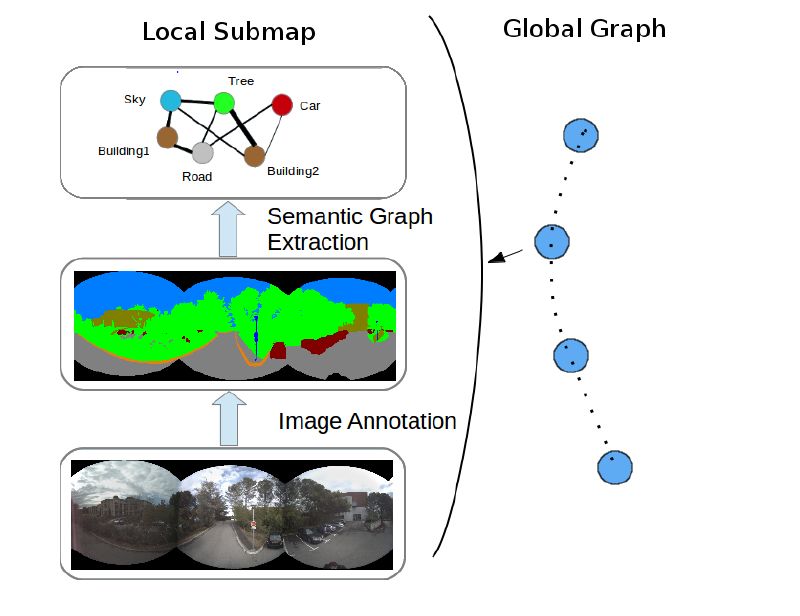 Local Submap
Global Graph
Tree
Sky
Car
Building1
Building2
Road
Semantic Graph
Extraction
Image Annotation